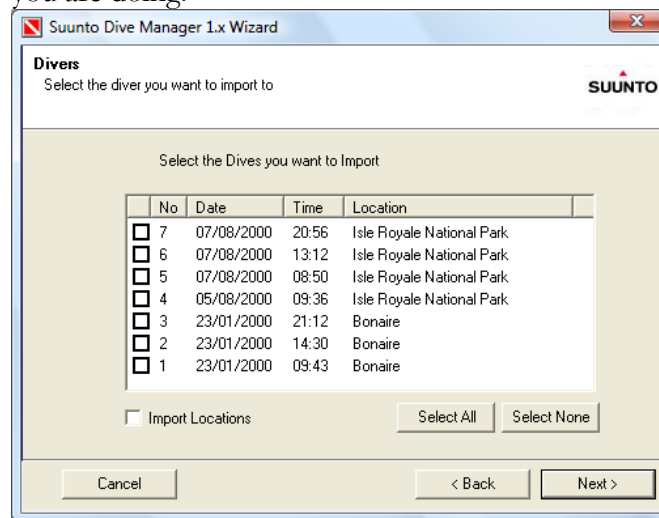 you are doing.
Suunto Dive Manager 1.x Wizard
Divers
Select the diver you want to import to
SUUNTO
Select the Dives you want to Import
No Date Time Location
7 07/08/2000 20:56 Isle Royale National Park
6 07/08/2000 13:12 Isle Royale National Park
5 07/08/2000 08:50 Isle Royale National Park
4 05/08/2000 09:36 Isle Royale National Park
3 23/01/2000 21:12 Bonaire
2 23/01/2000 14:30 Bonaire
1 23/01/2000 09:43 Bonaire
Import Locations Select All Select None
Cancel < Back Next >